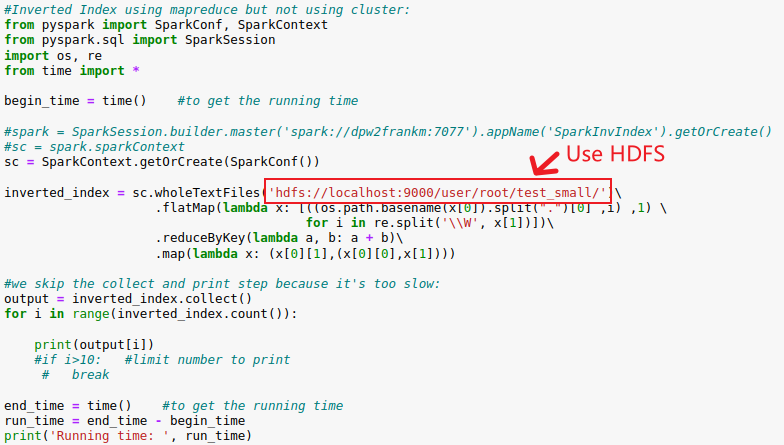 #Inverted Index using mapreduce but not using cluster:
from pyspark import SparkConf, SparkContext
from pyspark.sql import SparkSession
import os, re
from time import *
begin_time = time()    #to get the running time
#spark = SparkSession.builder.master('spark://dpw2frankm:7077').appName('SparkInvIndex').getOrCreate()
#sc = spark.sparkContext
sc = SparkContext.getOrCreate(SparkConf())
Use HDFS
inverted_index = sc.wholeTextFiles('hdfs://localhost:9000/user/root/test_small/')\
                    .flatMap(lambda x: [((os.path.basename(x[0]).split(".")[0] ,i) ,1) \
                                        for i in re.split('\\W', x[1])])\
                    .reduceByKey(lambda a, b: a + b)\
                    .map(lambda x: (x[0][1],(x[0][0],x[1])))
#we skip the collect and print step because it's too slow:
output = inverted_index.collect()
for i in range(inverted_index.count()):
    print(output[i])
    #if i>10:   #limit number to print
     #   break
end_time = time()    #to get the running time
run_time = end_time - begin_time
print('Running time: ', run_time)